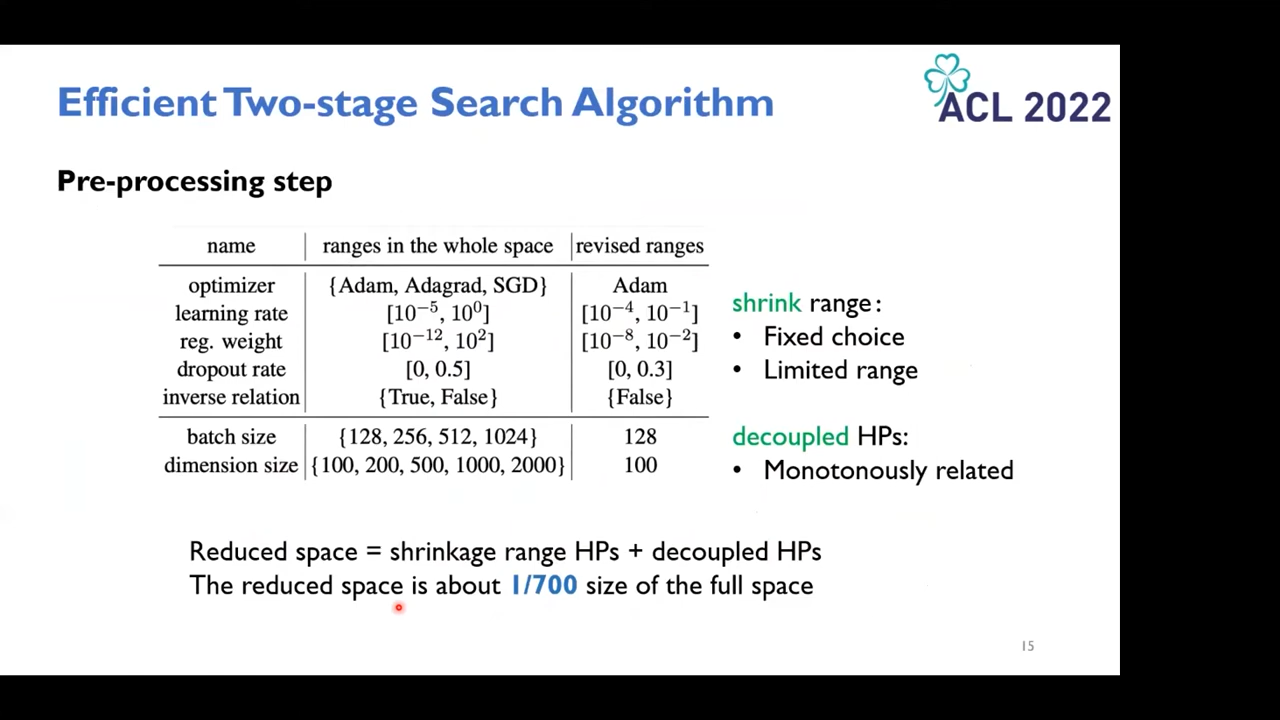 Efficient Two-stage Search Algorithm
ACL 2022
Pre-processing step
name ranges in the whole space revised ranges
optimizer {Adam, Adagrad, SGD} Adam
learning rate [10⁻⁵, 10⁰] [10⁻⁴, 10⁻¹]
reg. weight [10⁻¹², 10²] [10⁻⁸, 10⁻²]
dropout rate [0, 0.5] [0, 0.3]
inverse relation {True, False} {False}
batch size {128, 256, 512, 1024} 128
dimension size {100, 200, 500, 1000, 2000} 100
shrink range:
• Fixed choice
• Limited range
decoupled HPs:
• Monotonously related
Reduced space = shrinkage range HPs + decoupled HPs
The reduced space is about 1/700 size of the full space
15